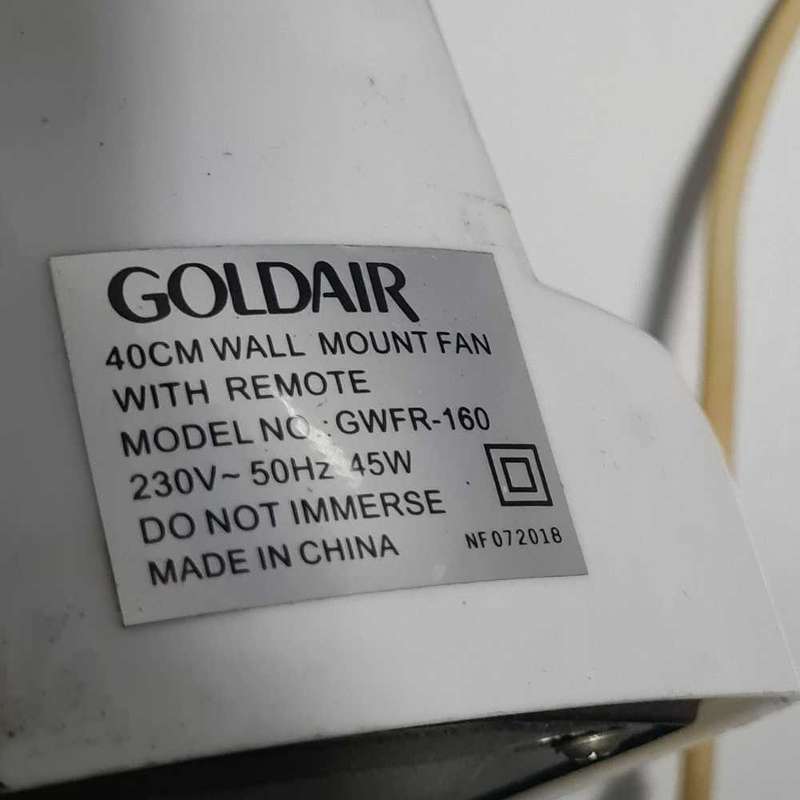 GOLDAIR
40CM WALL MOUNT FAN
WITH REMOTE
MODEL NO.: GWFR-160
230V~ 50Hz 45W
DO NOT IMMERSE
MADE IN CHINA
NF072018